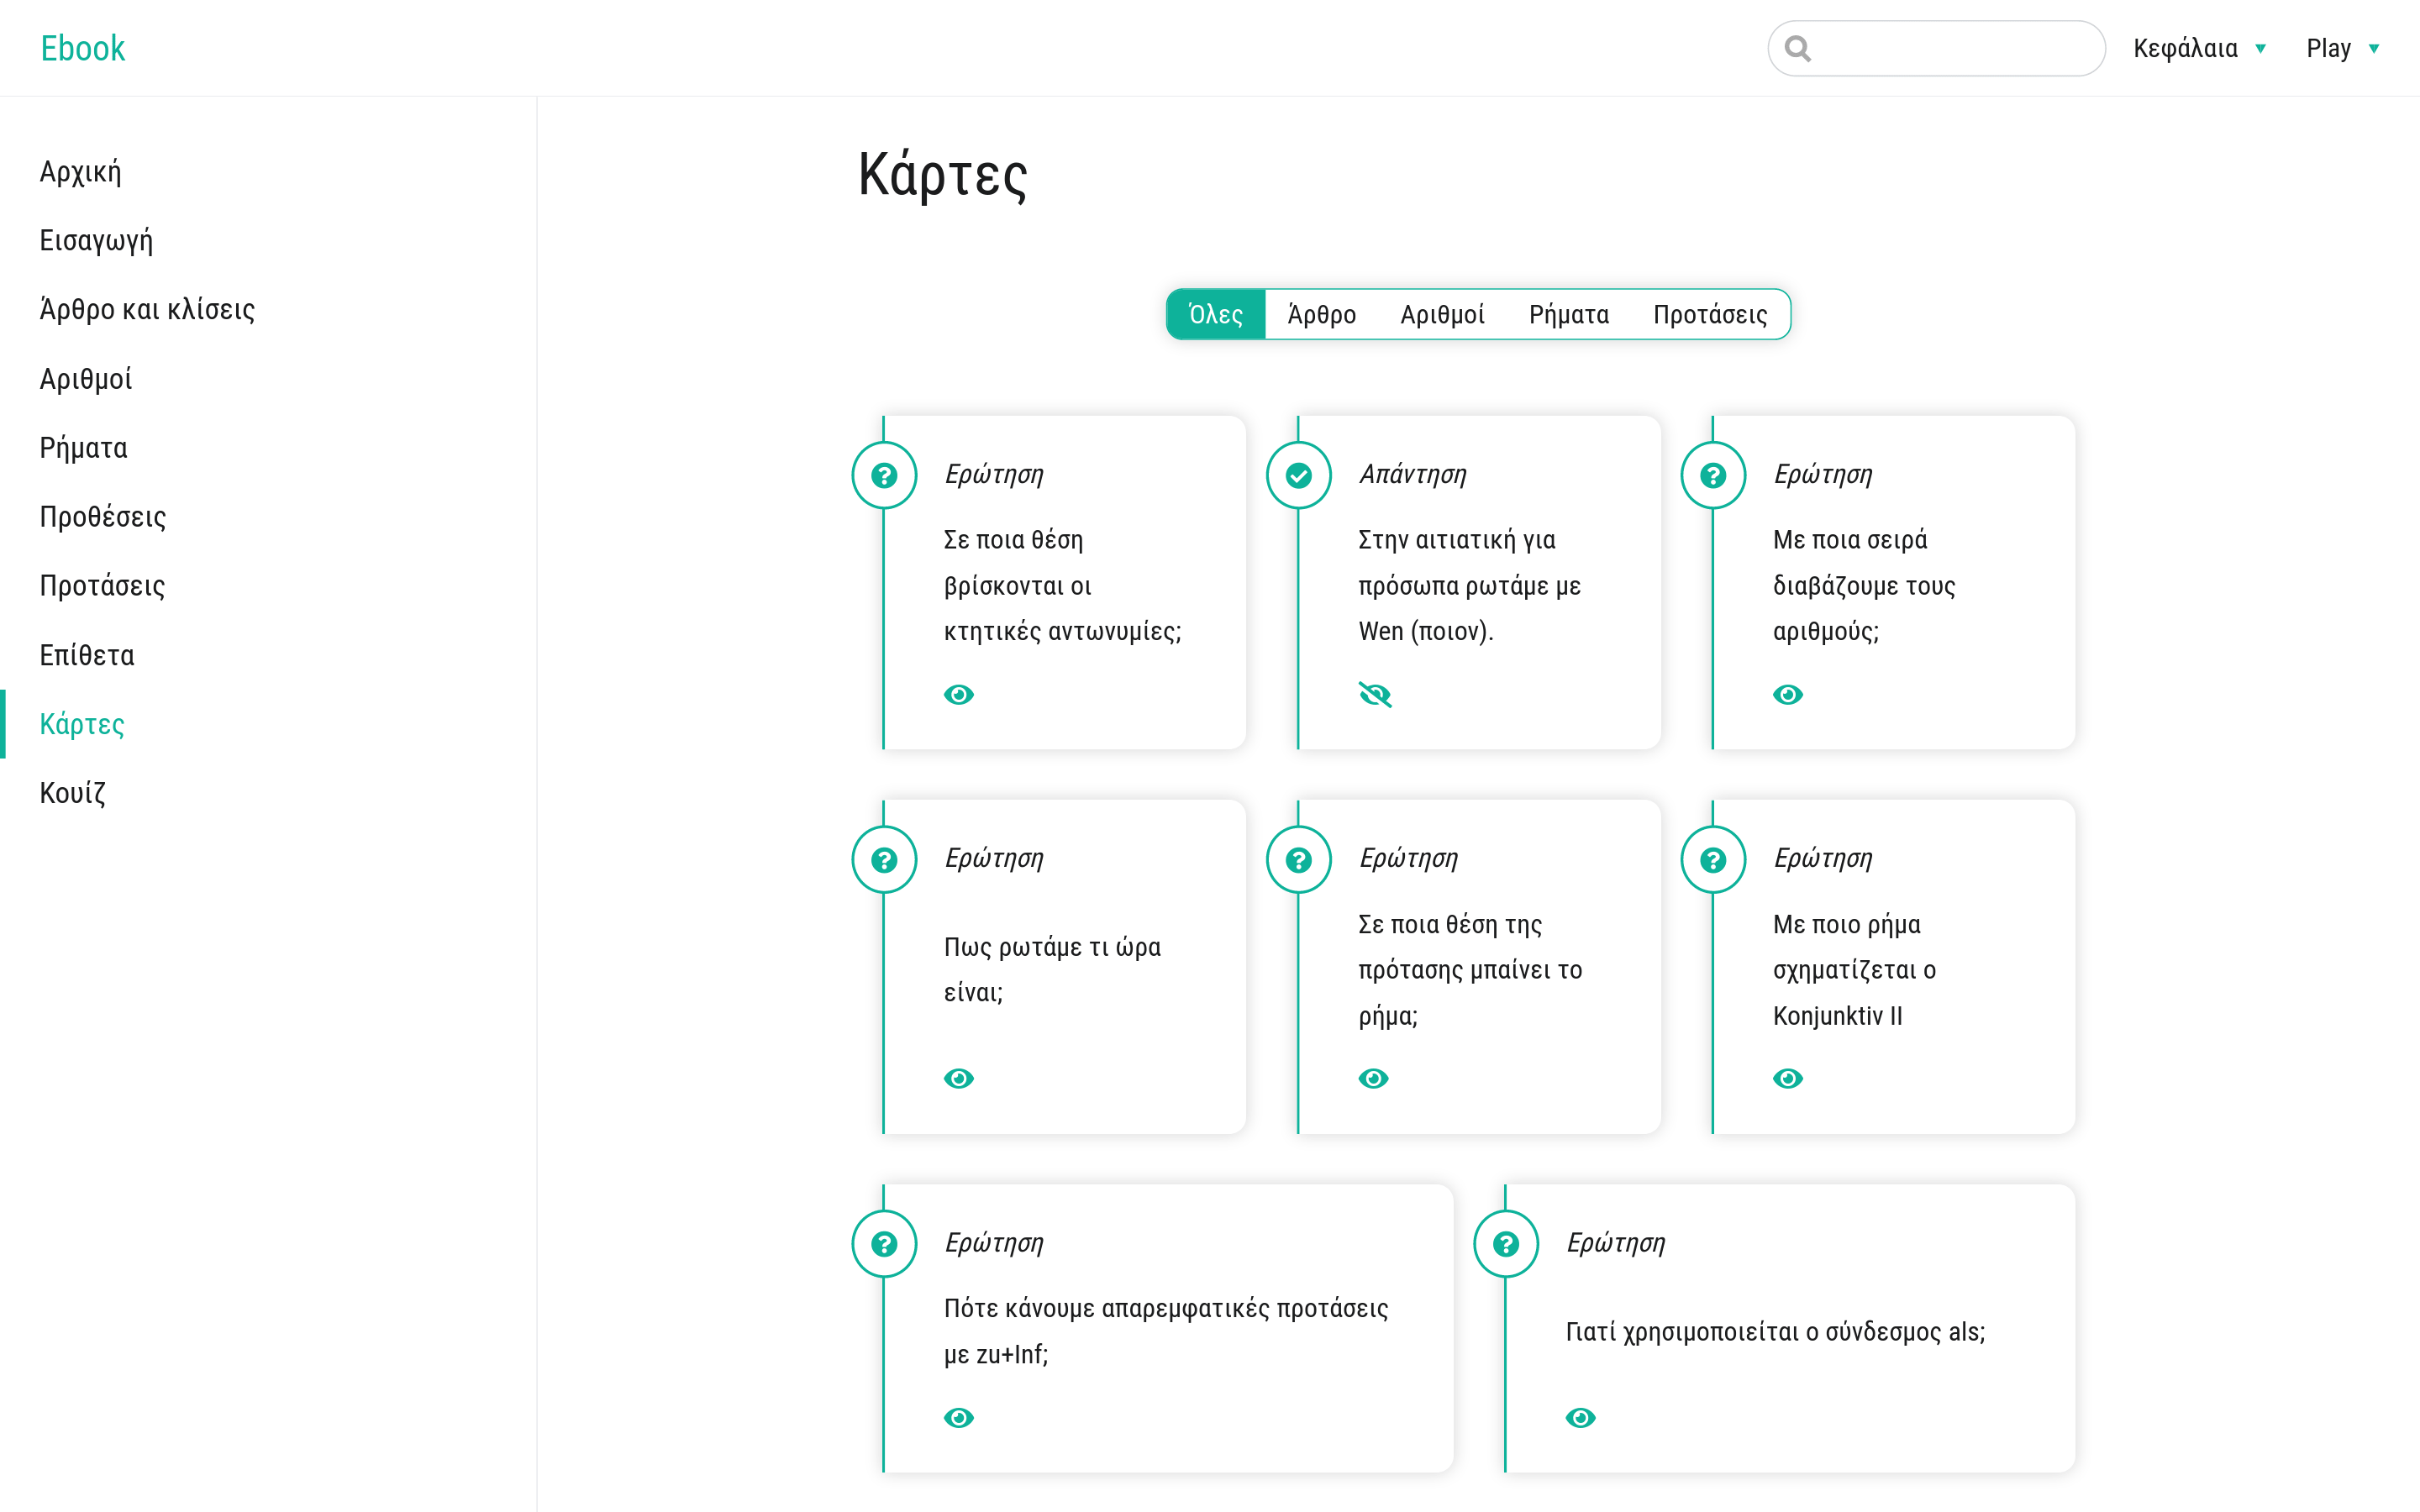 Ebook
Κεφάλαια
Play
Αρχική
Εισαγωγή
Άρθρο και κλίσεις
Αριθμοί
Ρήματα
Προθέσεις
Προτάσεις
Επίθετα
Κάρτες
Κουίζ
Κάρτες
Όλες
Άρθρο
Αριθμοί
Ρήματα
Προτάσεις
Ερώτηση
Σε ποια θέση
βρίσκονται οι
κτητικές αντωνυμίες;
Απάντηση
Στην αιτιατική για
πρόσωπα ρωτάμε με
Wen (ποιον).
Ερώτηση
Με ποια σειρά
διαβάζουμε τους
αριθμούς;
Ερώτηση
Πως ρωτάμε τι ώρα
είναι;
Ερώτηση
Σε ποια θέση της
πρότασης μπαίνει το
ρήμα;
Ερώτηση
Με ποιο ρήμα
σχηματίζεται ο
Konjunktiv II
Ερώτηση
Πότε κάνουμε απαρεμφατικές προτάσεις
με zu+Inf;
Ερώτηση
Γιατί χρησιμοποιείται ο σύνδεσμος als;